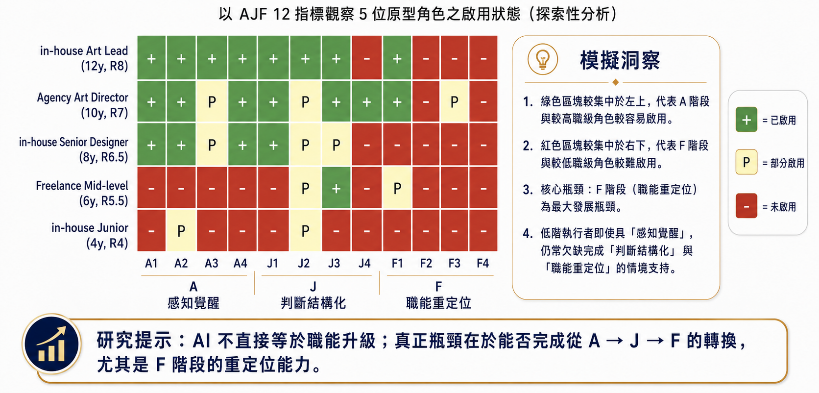 以 AJF 12 指標觀察 5 位原型角色之啟用狀態（探索性分析）
in-house Art Lead
(12y, R8)
+ + + + + + + - + - - -
Agency Art Director
(10y, R7)
+ + P + + P + + + - P -
in-house Senior Designer
(8y, R6.5)
+ + P + + P P - - - - -
Freelance Mid-level
(6y, R5.5)
- - - - - P + - P - - -
in-house Junior
(4y, R4)
- P - - - P - - - - - -
A1 A2 A3 A4 J1 J2 J3 J4 F1 F2 F3 F4
A J F
感知覺醒 判斷結構化 職能重定位
模擬洞察
1. 綠色區塊較集中於左上，代表 A 階段
與較高職級角色較容易啟用。
2. 紅色區塊較集中於右下，代表 F 階段
與較低職級角色較難啟用。
3. 核心瓶頸：F 階段（職能重定位）
為最大發展瓶頸。
4. 低階執行者即使具「感知覺醒」，
仍常欠缺完成「判斷結構化」與
「職能重定位」的情境支持。
+ = 已啟用
P = 部分啟用
- = 未啟用
研究提示：AI 不直接等於職能升級；真正瓶頸在於能否完成從 A → J → F 的轉換，
尤其是 F 階段的重定位能力。